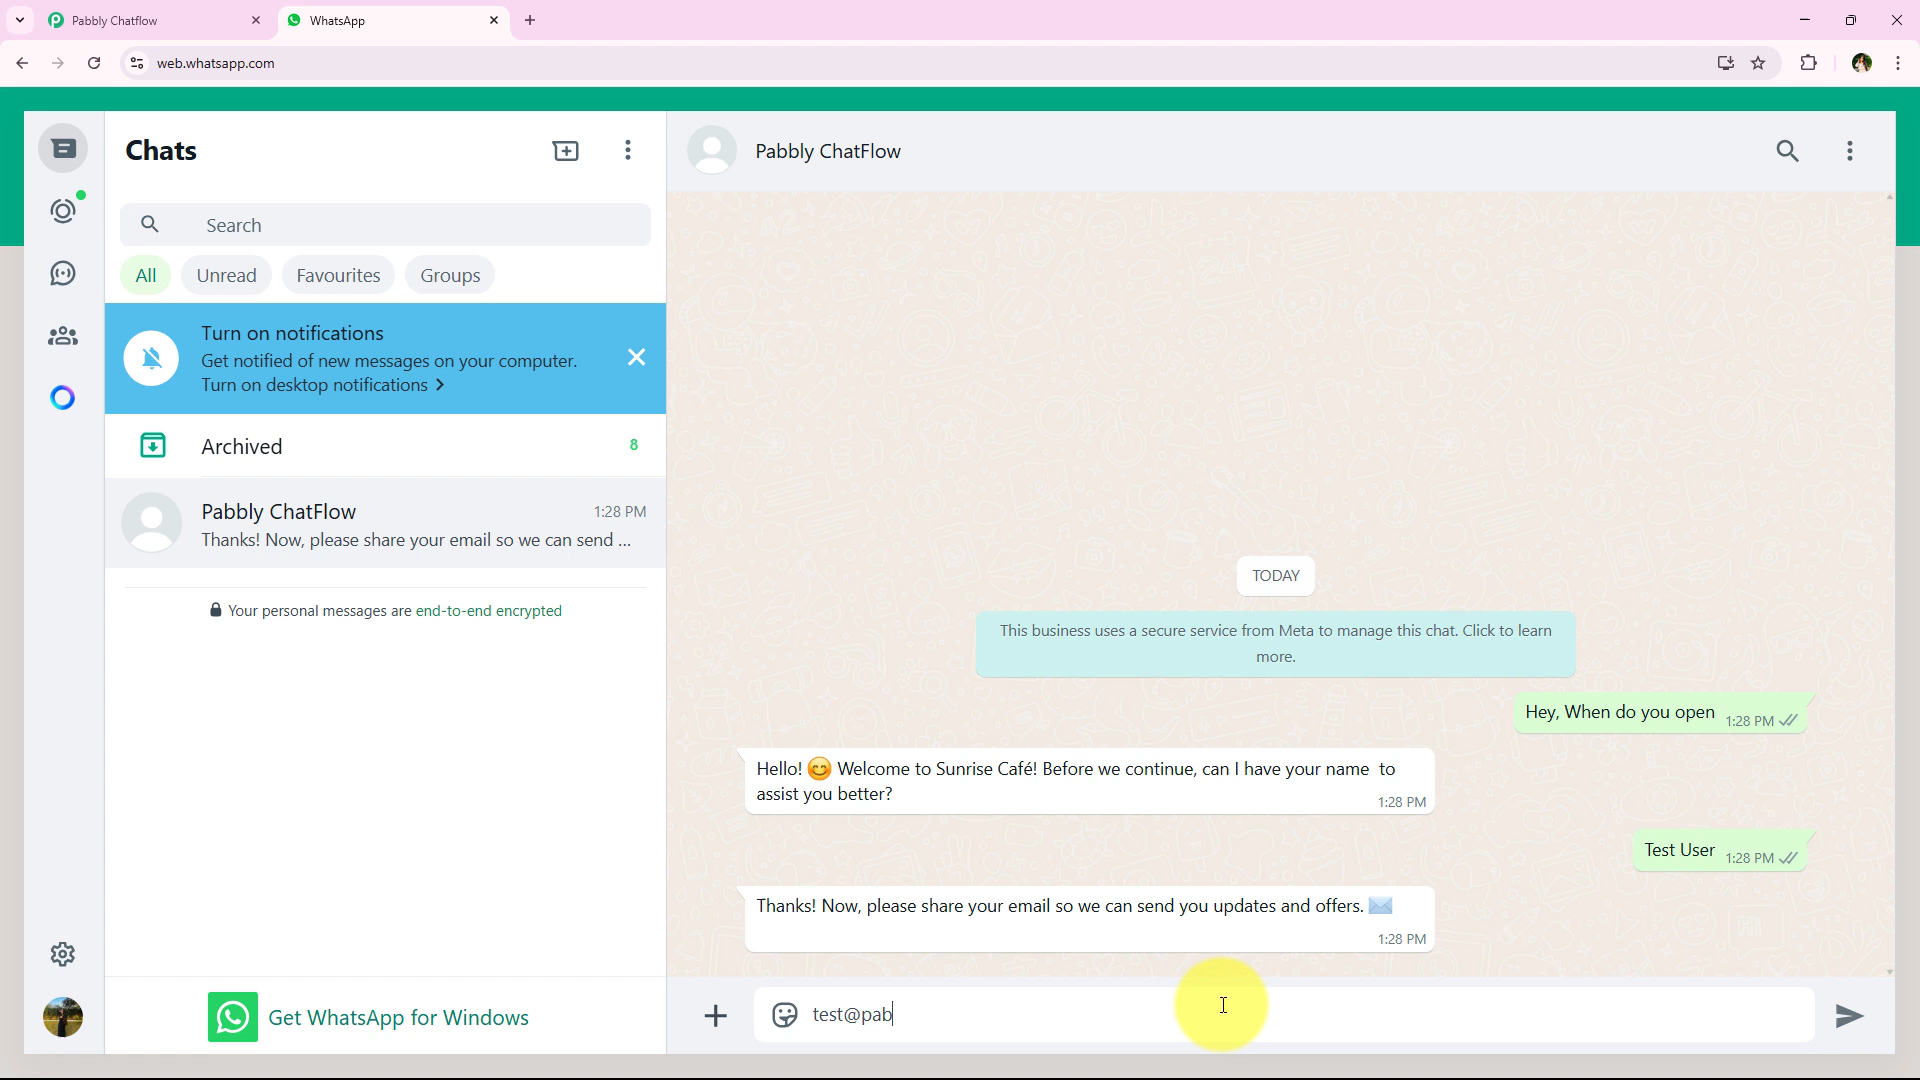 Pabbly Chatflow
WhatsApp
web.whatsapp.com
Chats
Search
All
Unread
Favourites
Groups
Turn on notifications
Get notified of new messages on your computer.
Turn on desktop notifications >
Archived
8
Pabbly ChatFlow
1:28 PM
Thanks! Now, please share your email so we can send ...
Your personal messages are end-to-end encrypted
Get WhatsApp for Windows
Pabbly ChatFlow
TODAY
This business uses a secure service from Meta to manage this chat. Click to learn
more.
Hey, When do you open
1:28 PM
Hello! 😊 Welcome to Sunrise Café! Before we continue, can I have your name to
assist you better?
1:28 PM
Test User
1:28 PM
Thanks! Now, please share your email so we can send you updates and offers. ✉️
1:28 PM
test@pab